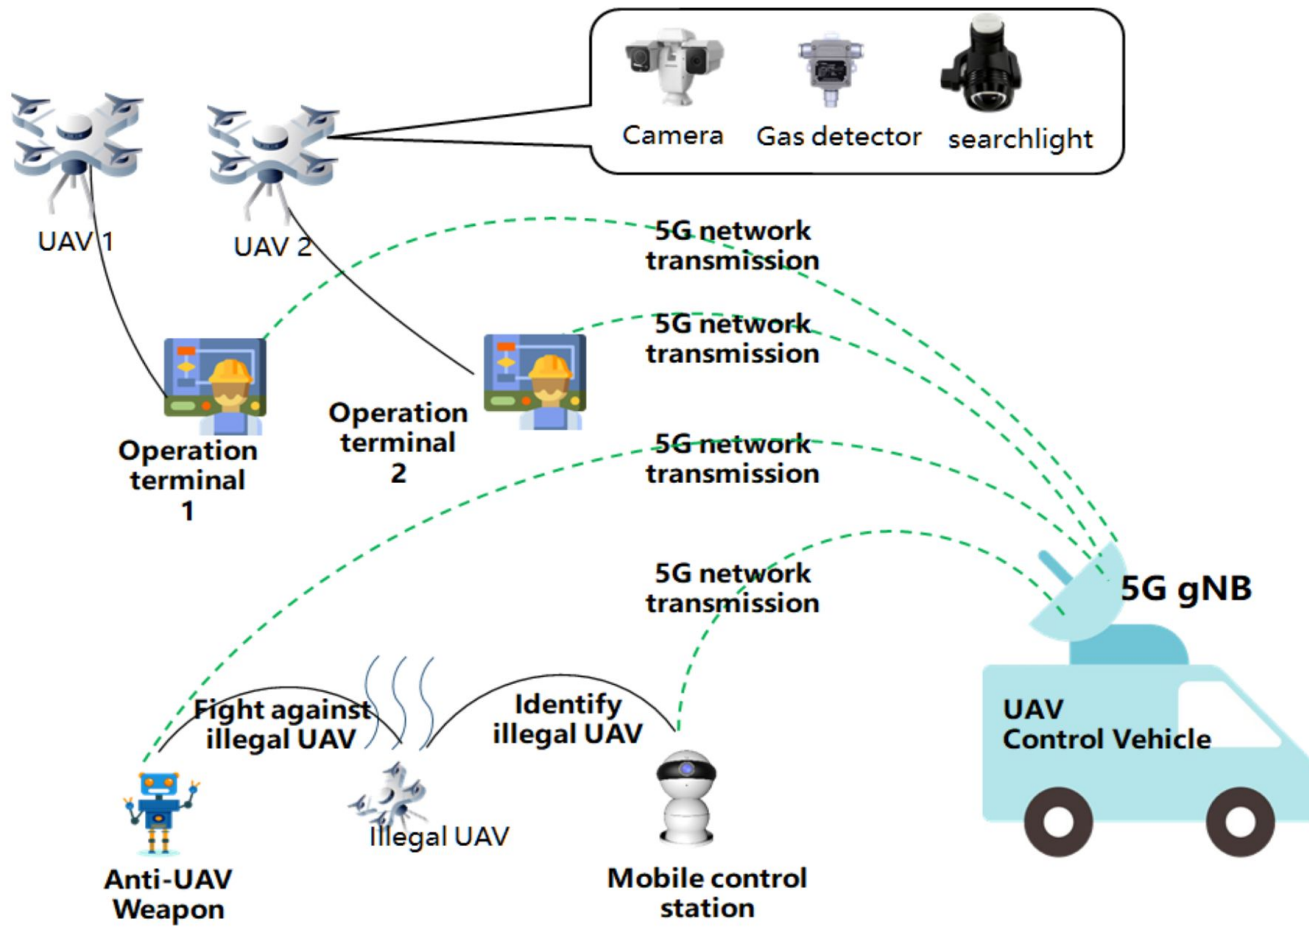 Camera
Gas detector
searchlight
UAV 1
UAV 2
5G network
transmission
5G network
transmission
Operation
terminal
1
Operation
terminal
2
5G network
transmission
5G network
transmission
5G gNB
Fight against
illegal UAV
Identify
illegal UAV
UAV
Control Vehicle
Illegal UAV
Anti-UAV
Weapon
Mobile control
station